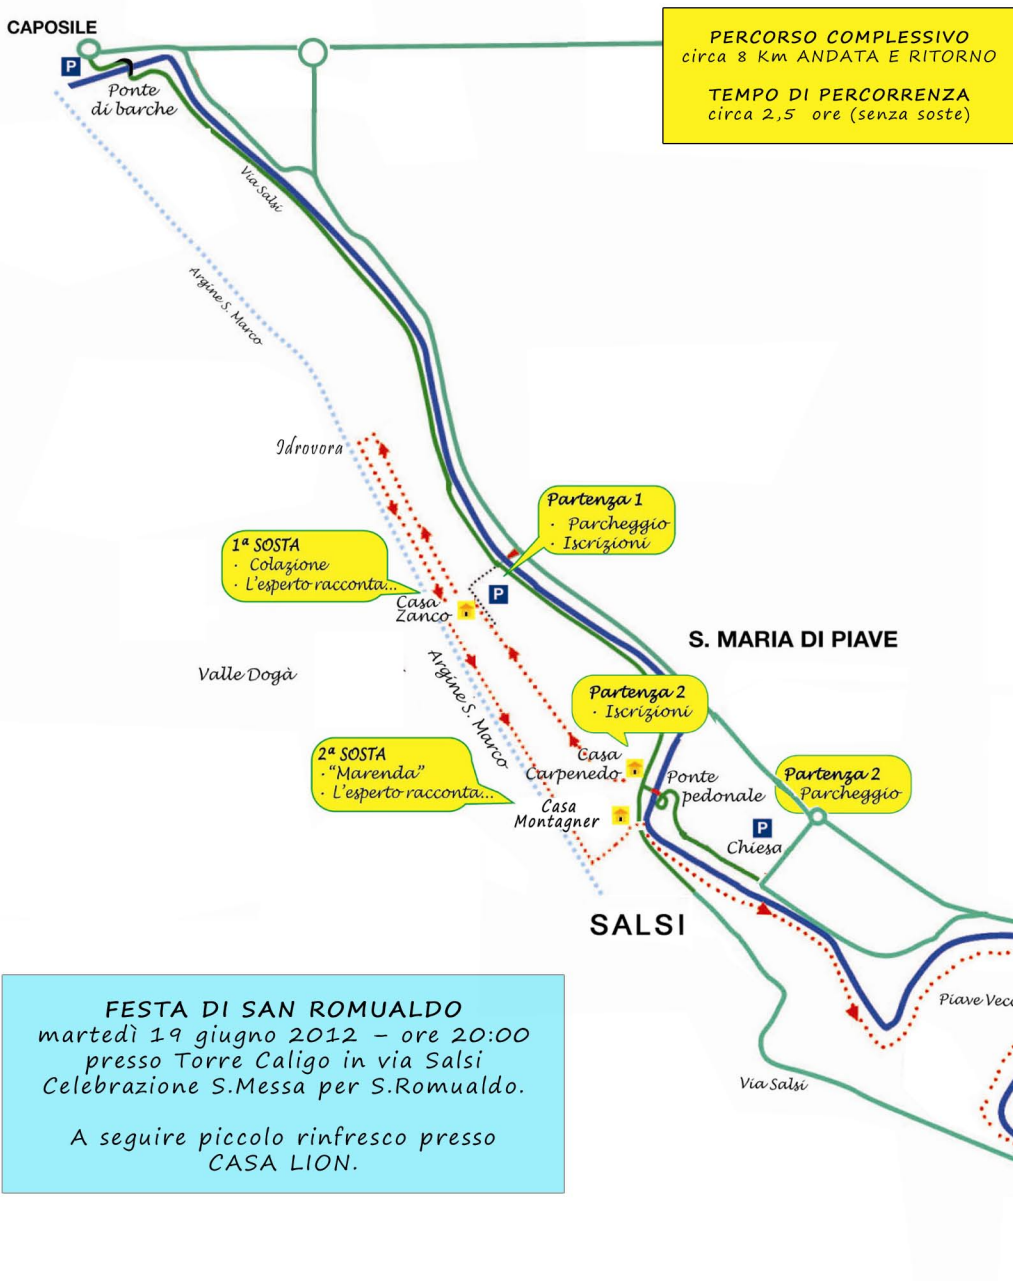 CAPOSILE
PERCORSO COMPLESSIVO
circa 8 Km ANDATA E RITORNO
TEMPO DI PERCORRENZA
circa 2,5 ore (senza soste)
P
Ponte
di barche
Via Salsi
Argine S. Marco
Idrovora
Partenza 1
· Parcheggio
· Iscrizioni
1ª SOSTA
· Colazione
· L'esperto racconta...
P
Casa
Zanco
S. MARIA DI PIAVE
Valle Dogà
Argine S. Marco
Partenza 2
· Iscrizioni
2ª SOSTA
· "Marenda"
· L'esperto racconta...
Casa
Carpenedo
Ponte
pedonale
Partenza 2
· Parcheggio
Casa
Montagner
P
Chiesa
SALSI
FESTA DI SAN ROMUALDO
martedì 19 giugno 2012 – ore 20:00
presso Torre Caligo in via Salsi
Celebrazione S.Messa per S.Romualdo.
A seguire piccolo rinfresco presso
CASA LION.
Piave Vecc
Via Salsi